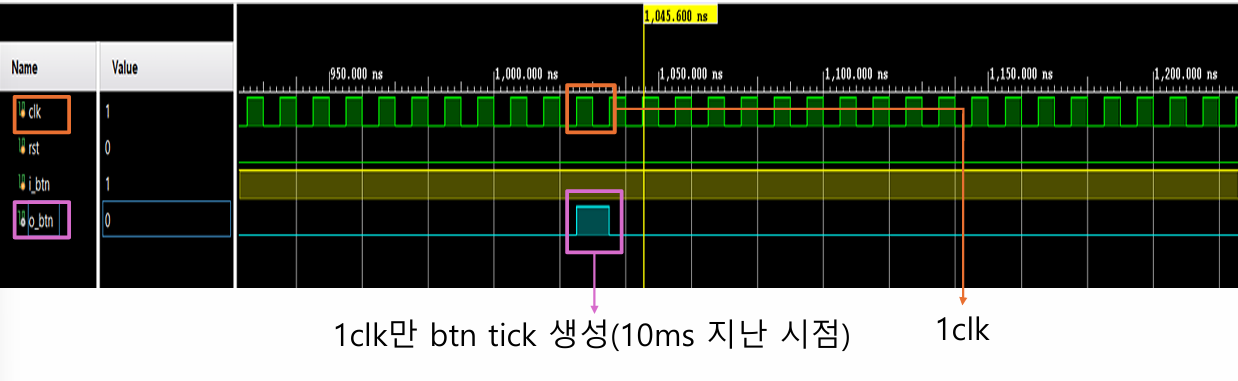 1,045.600 ns
Name Value
950.000 ns 1,000.000 ns 1,050.000 ns 1,100.000 ns 1,150.000 ns 1,200.000 ns
clk 1
rst 0
i_btn 1
o_btn 0
1clk만 btn tick 생성(10ms 지난 시점)
1clk